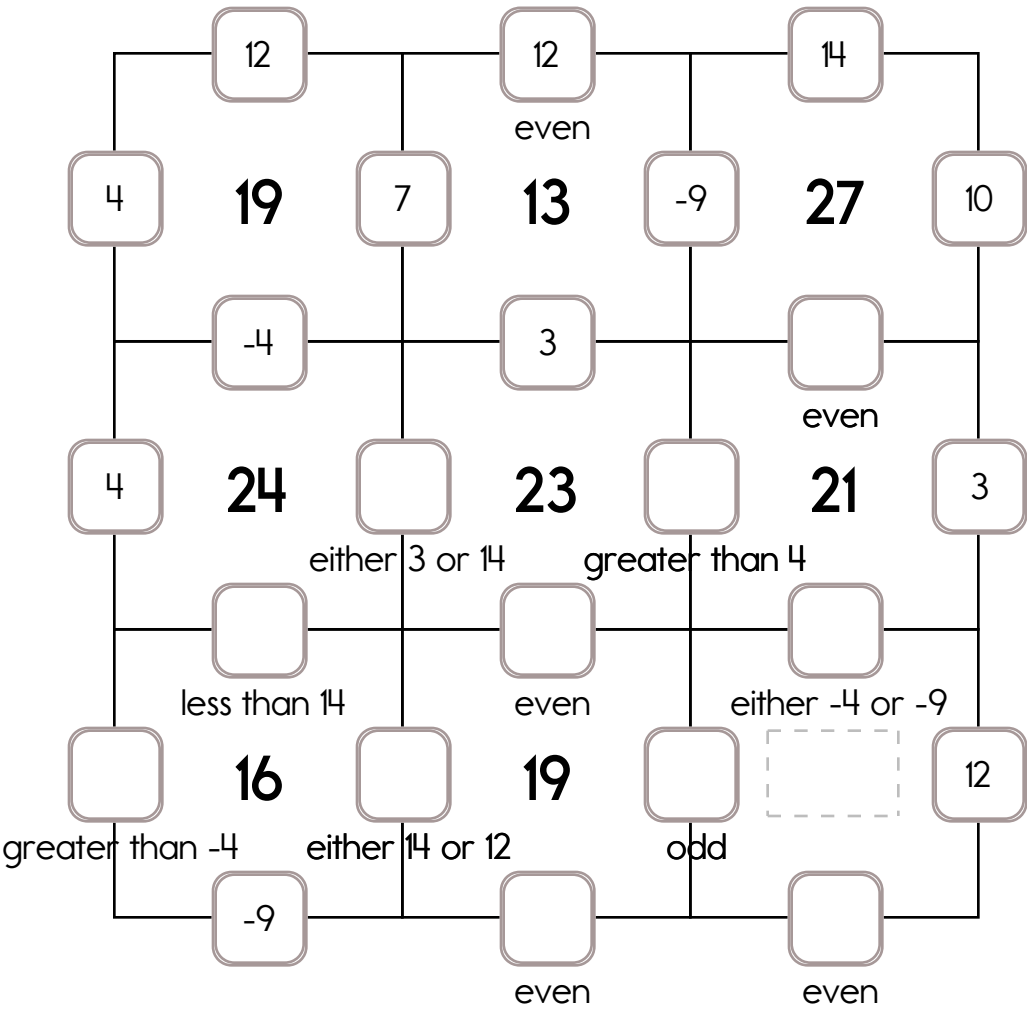 12 12 14
even
4 19 7 13 -9 27 10
-4 3
even
4 24 23 21 3
either 3 or 14 greater than 4
less than 14 even either -4 or -9
16 19 12
greater than -4 either 14 or 12 odd
-9
even even